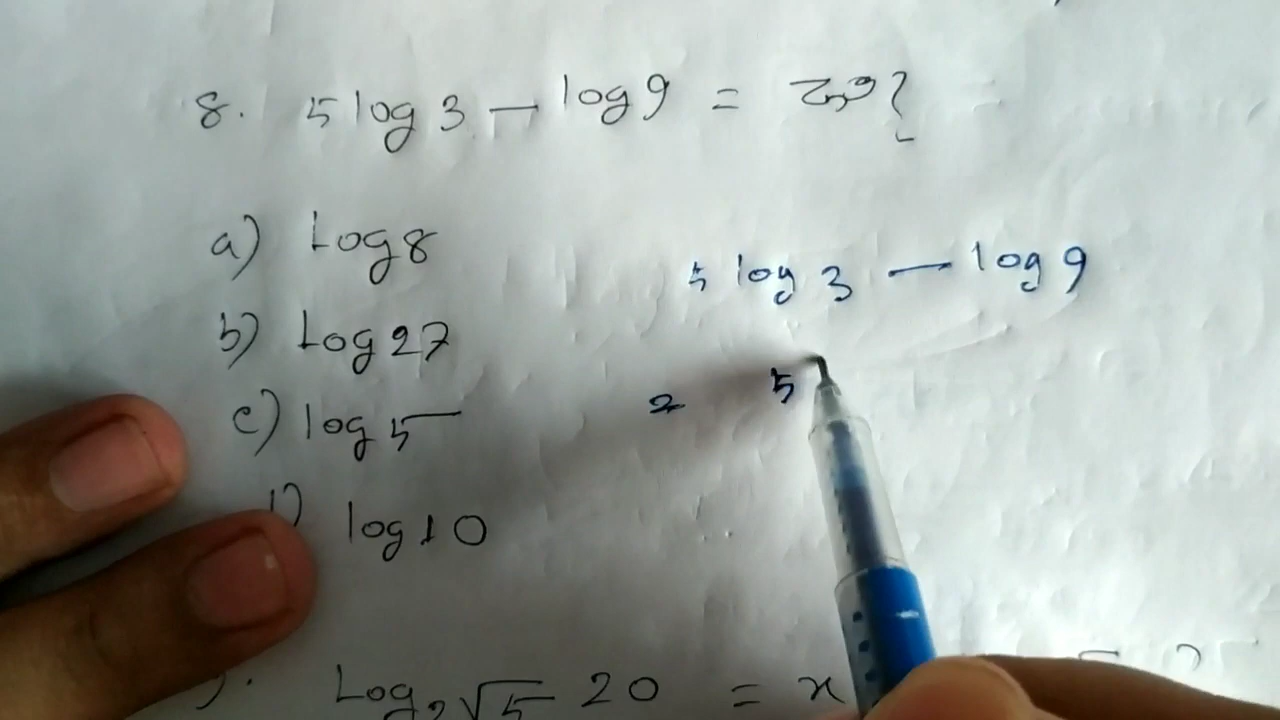 8. 5 log 3 — log 9 = কত?
a) Log 8
b) Log 27
c) log 5
d) log 10
5 log 3 — log 9
= 5
Log₂√5 20 = x